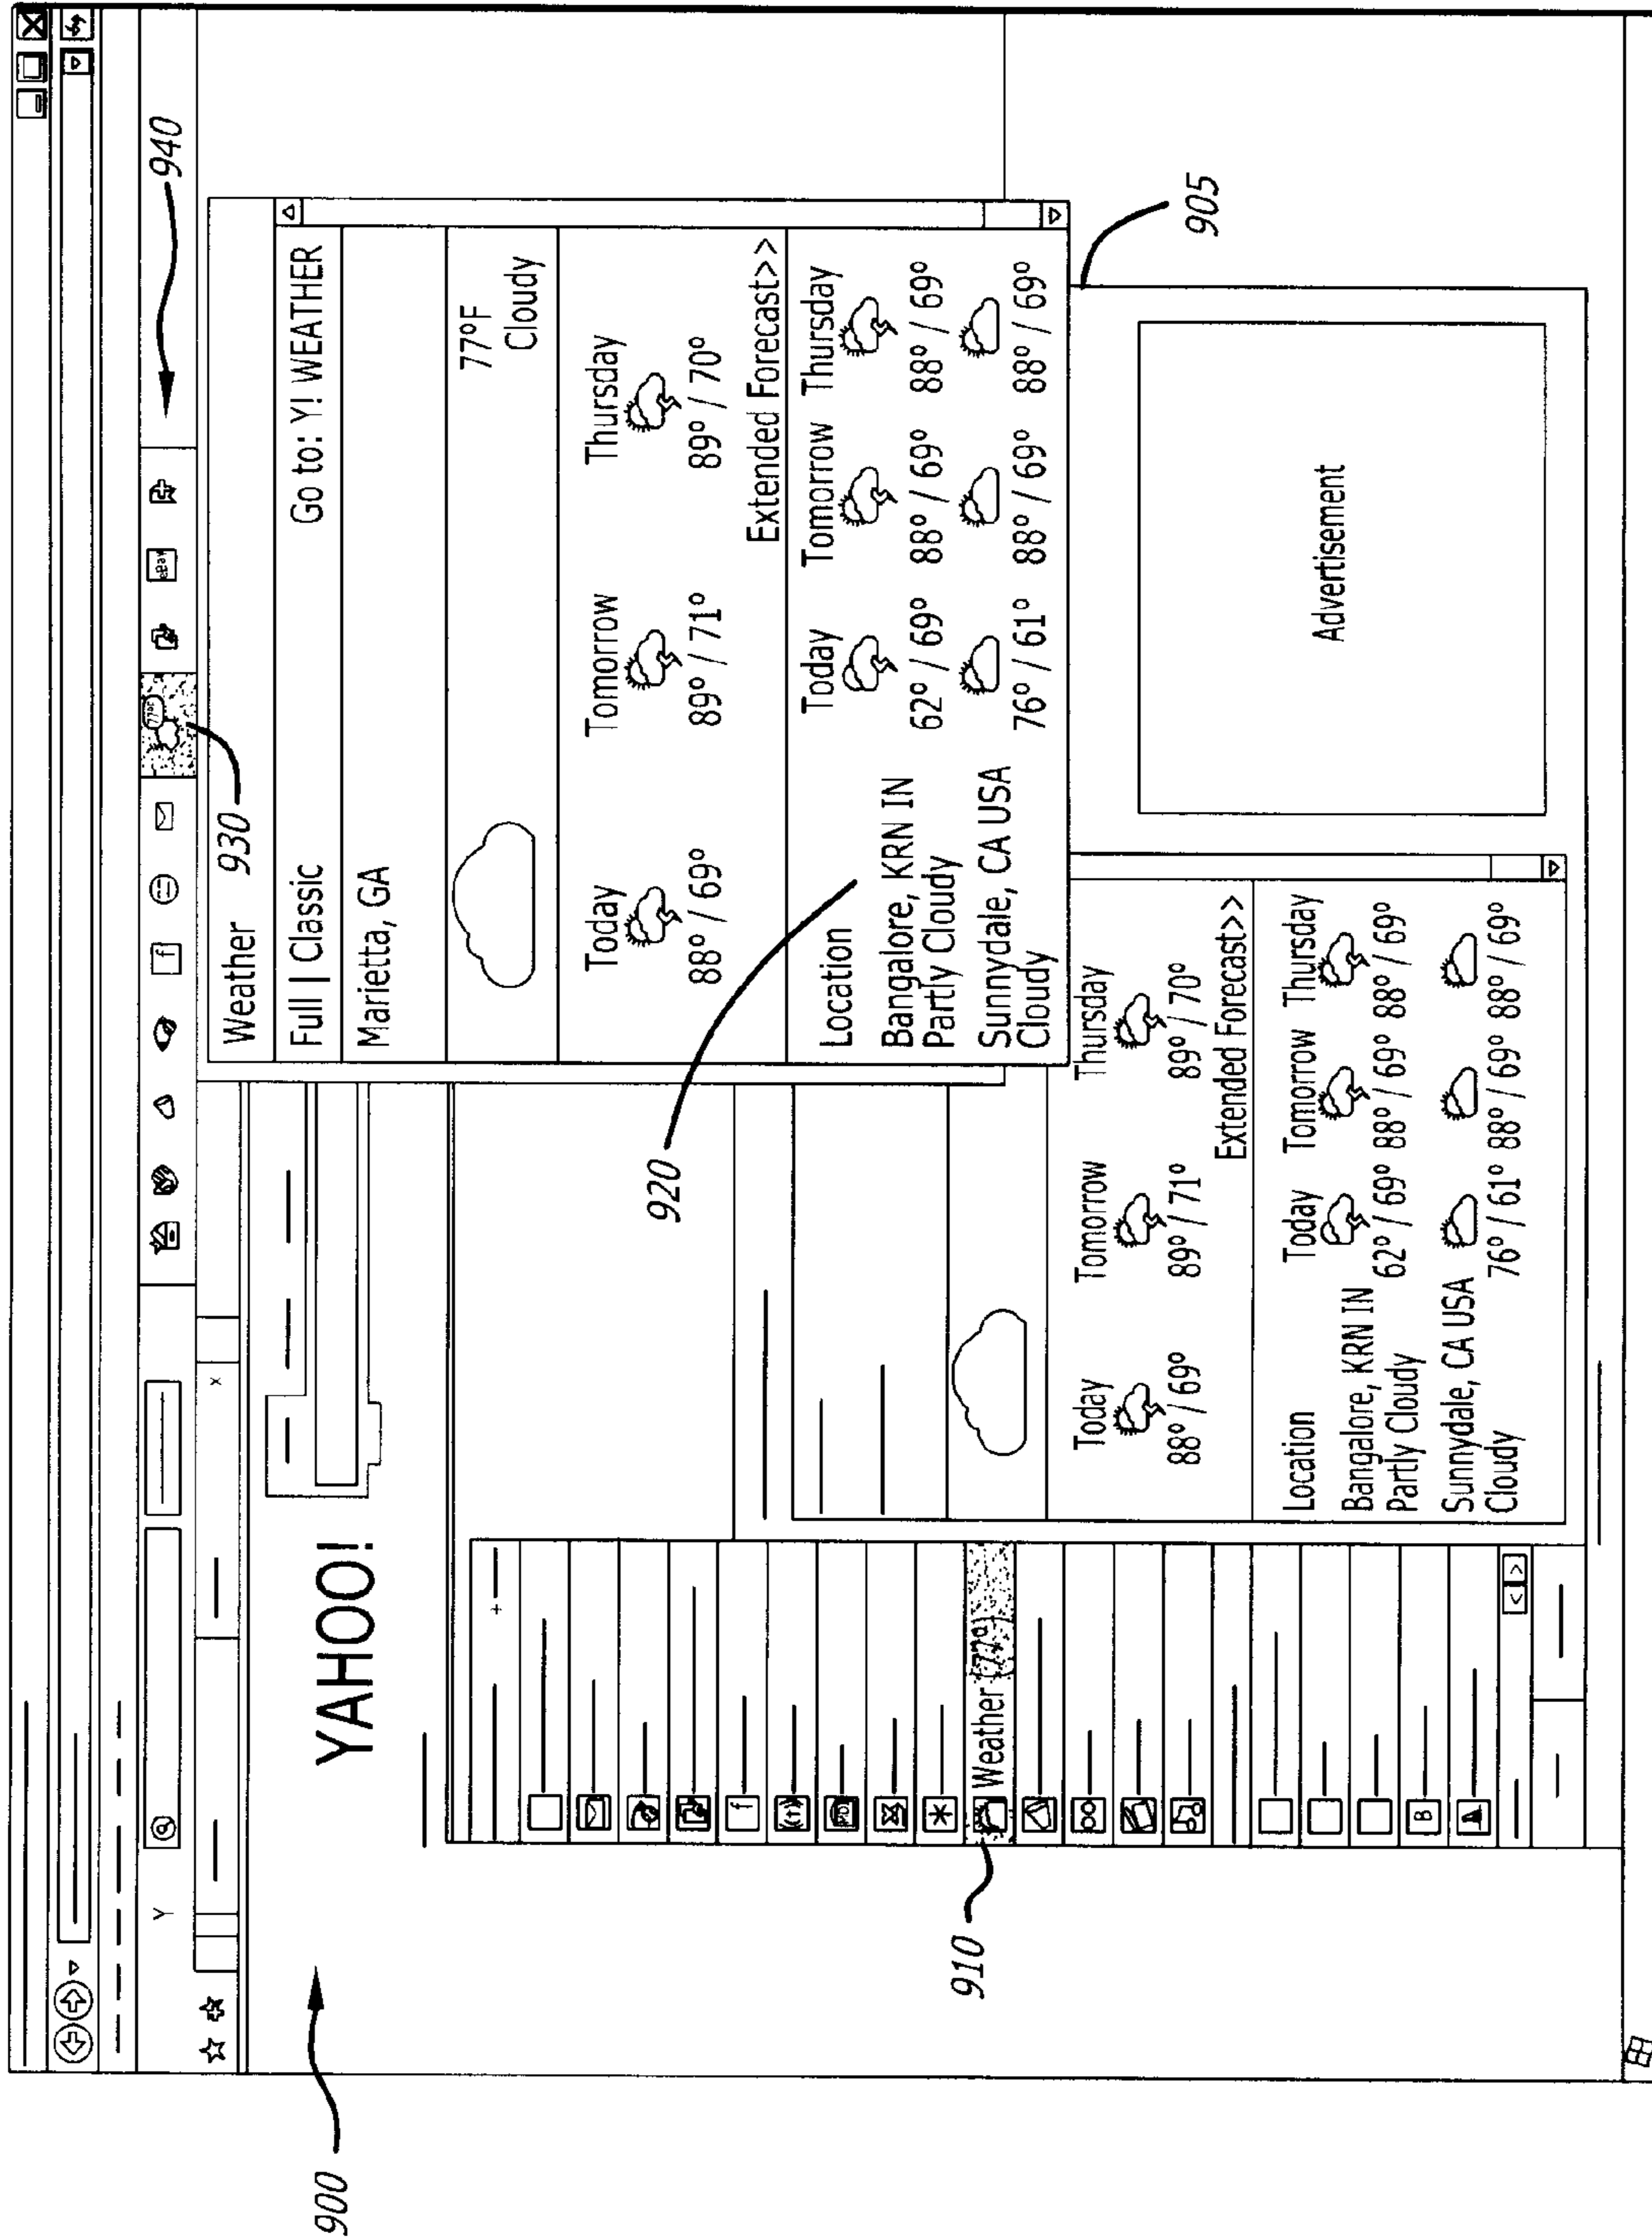 940
Y
77°F
eBay
f
x
930
Weather
Full | Classic Go to: Y! WEATHER
Marietta, GA
77°F
Cloudy
Today Tomorrow Thursday
88° / 69° 89° / 71° 89° / 70°
Extended Forecast>>
Location Today Tomorrow Thursday
Bangalore, KRN IN
Partly Cloudy 62° / 69° 88° / 69° 88° / 69°
Sunnydale, CA USA
Cloudy 76° / 61° 88° / 69° 88° / 69°
920
905
900
YAHOO!
+
f
910
Weather (77°)
B
< >
Today Tomorrow Thursday
88° / 69° 89° / 71° 89° / 70°
Extended Forecast>>
Location Today Tomorrow Thursday
Bangalore, KRN IN
Partly Cloudy 62° / 69° 88° / 69° 88° / 69°
Sunnydale, CA USA
Cloudy 76° / 61° 88° / 69° 88° / 69°
Advertisement